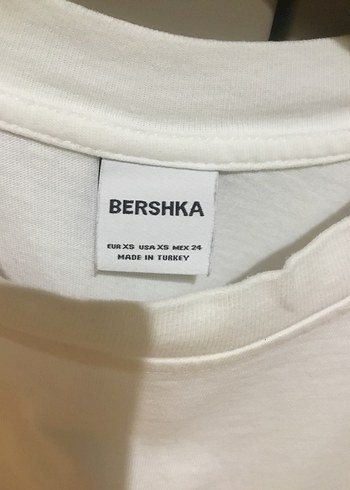 BERSHKA
EUR XS USA XS MEX 24
MADE IN TURKEY